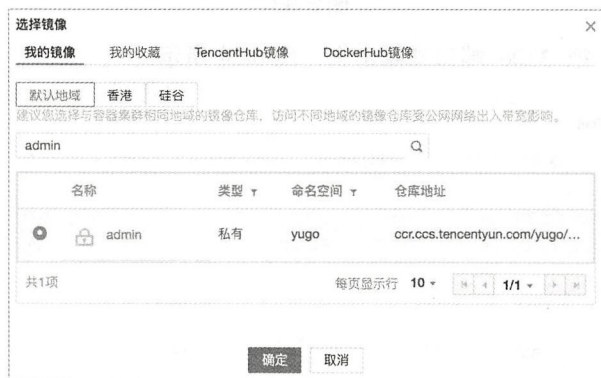 选择镜像
我的镜像 我的收藏 TencentHub镜像 DockerHub镜像
默认地域 香港 硅谷
建议您选择与容器集群相同地域的镜像仓库，访问不同地域的镜像仓库受公网网络出入带宽影响。
admin
名称 类型 命名空间 仓库地址
admin 私有 yugo ccr.ccs.tencentyun.com/yugo/...
共1项 每页显示行 10 1/1
确定 取消